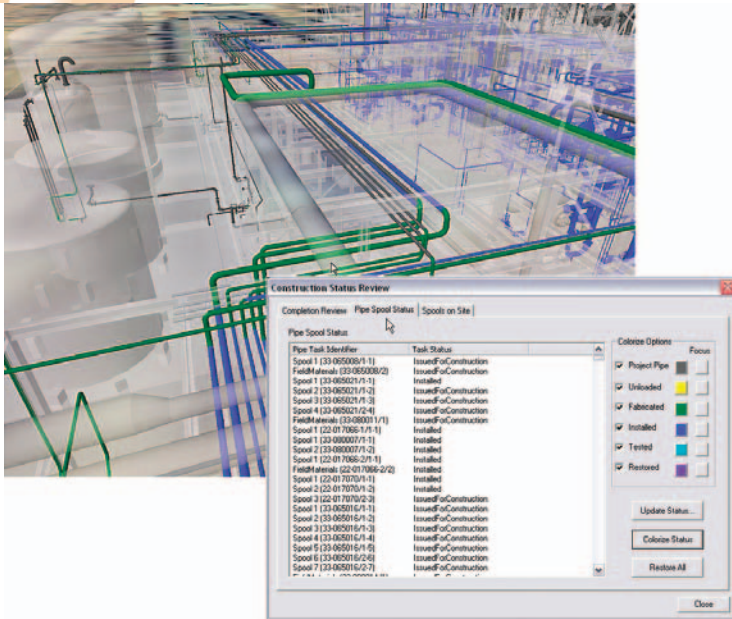 Construction Status Review
Completion Review Pipe Spool Status Spools on Site
Pipe Spool Status
Pipe Task Identifier Task Status
Spool 1 (33-065008/1-1) IssuedForConstruction
FieldMaterials (33-065008/2) IssuedForConstruction
Spool 1 (33-065021/1-1) Installed
Spool 2 (33-065021/1-2) IssuedForConstruction
Spool 3 (33-065021/1-3) IssuedForConstruction
Spool 4 (33-065021/2-4) IssuedForConstruction
FieldMaterials (33-080011/1) IssuedForConstruction
Spool 1 (22-017066-1/1-1) Installed
Spool 1 (33-080007/1-1) Installed
Spool 2 (33-080007/1-2) Installed
Spool 1 (22-017066-2/1-1) Installed
FieldMaterials (22-017066-2/2) Installed
Spool 1 (22-017070/1-1) Installed
Spool 2 (22-017070/1-2) Installed
Spool 3 (22-017070/2-3) IssuedForConstruction
Spool 1 (33-065016/1-1) IssuedForConstruction
Spool 2 (33-065016/1-2) IssuedForConstruction
Spool 3 (33-065016/1-3) IssuedForConstruction
Spool 4 (33-065016/1-4) IssuedForConstruction
Spool 5 (33-065016/1-5) IssuedForConstruction
Spool 6 (33-065016/2-6) IssuedForConstruction
Spool 7 (33-065016/2-7) IssuedForConstruction
Colorize Options
Focus
Project Pipe
Unloaded
Fabricated
Installed
Tested
Restored
Update Status...
Colorize Status
Restore All
Close